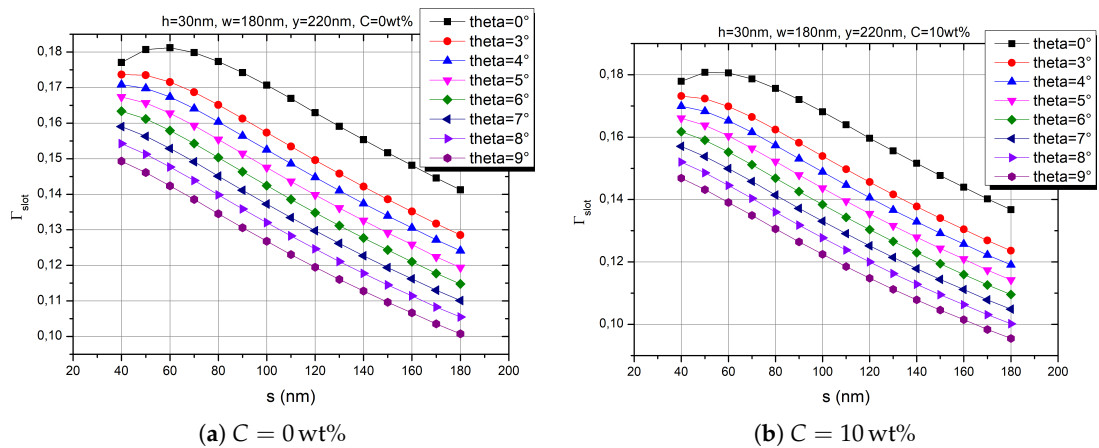 h=30nm, w=180nm, y=220nm, C=0wt%
0,18
0,17
0,16
0,15
0,14
0,13
0,12
0,11
0,10
Γslot
20 40 60 80 100 120 140 160 180 200
s (nm)
theta=0°
theta=3°
theta=4°
theta=5°
theta=6°
theta=7°
theta=8°
theta=9°
(a) C = 0 wt%
h=30nm, w=180nm, y=220nm, C=10wt%
0,18
0,16
0,14
0,12
0,10
Γslot
20 40 60 80 100 120 140 160 180 200
s (nm)
theta=0°
theta=3°
theta=4°
theta=5°
theta=6°
theta=7°
theta=8°
theta=9°
(b) C = 10 wt%